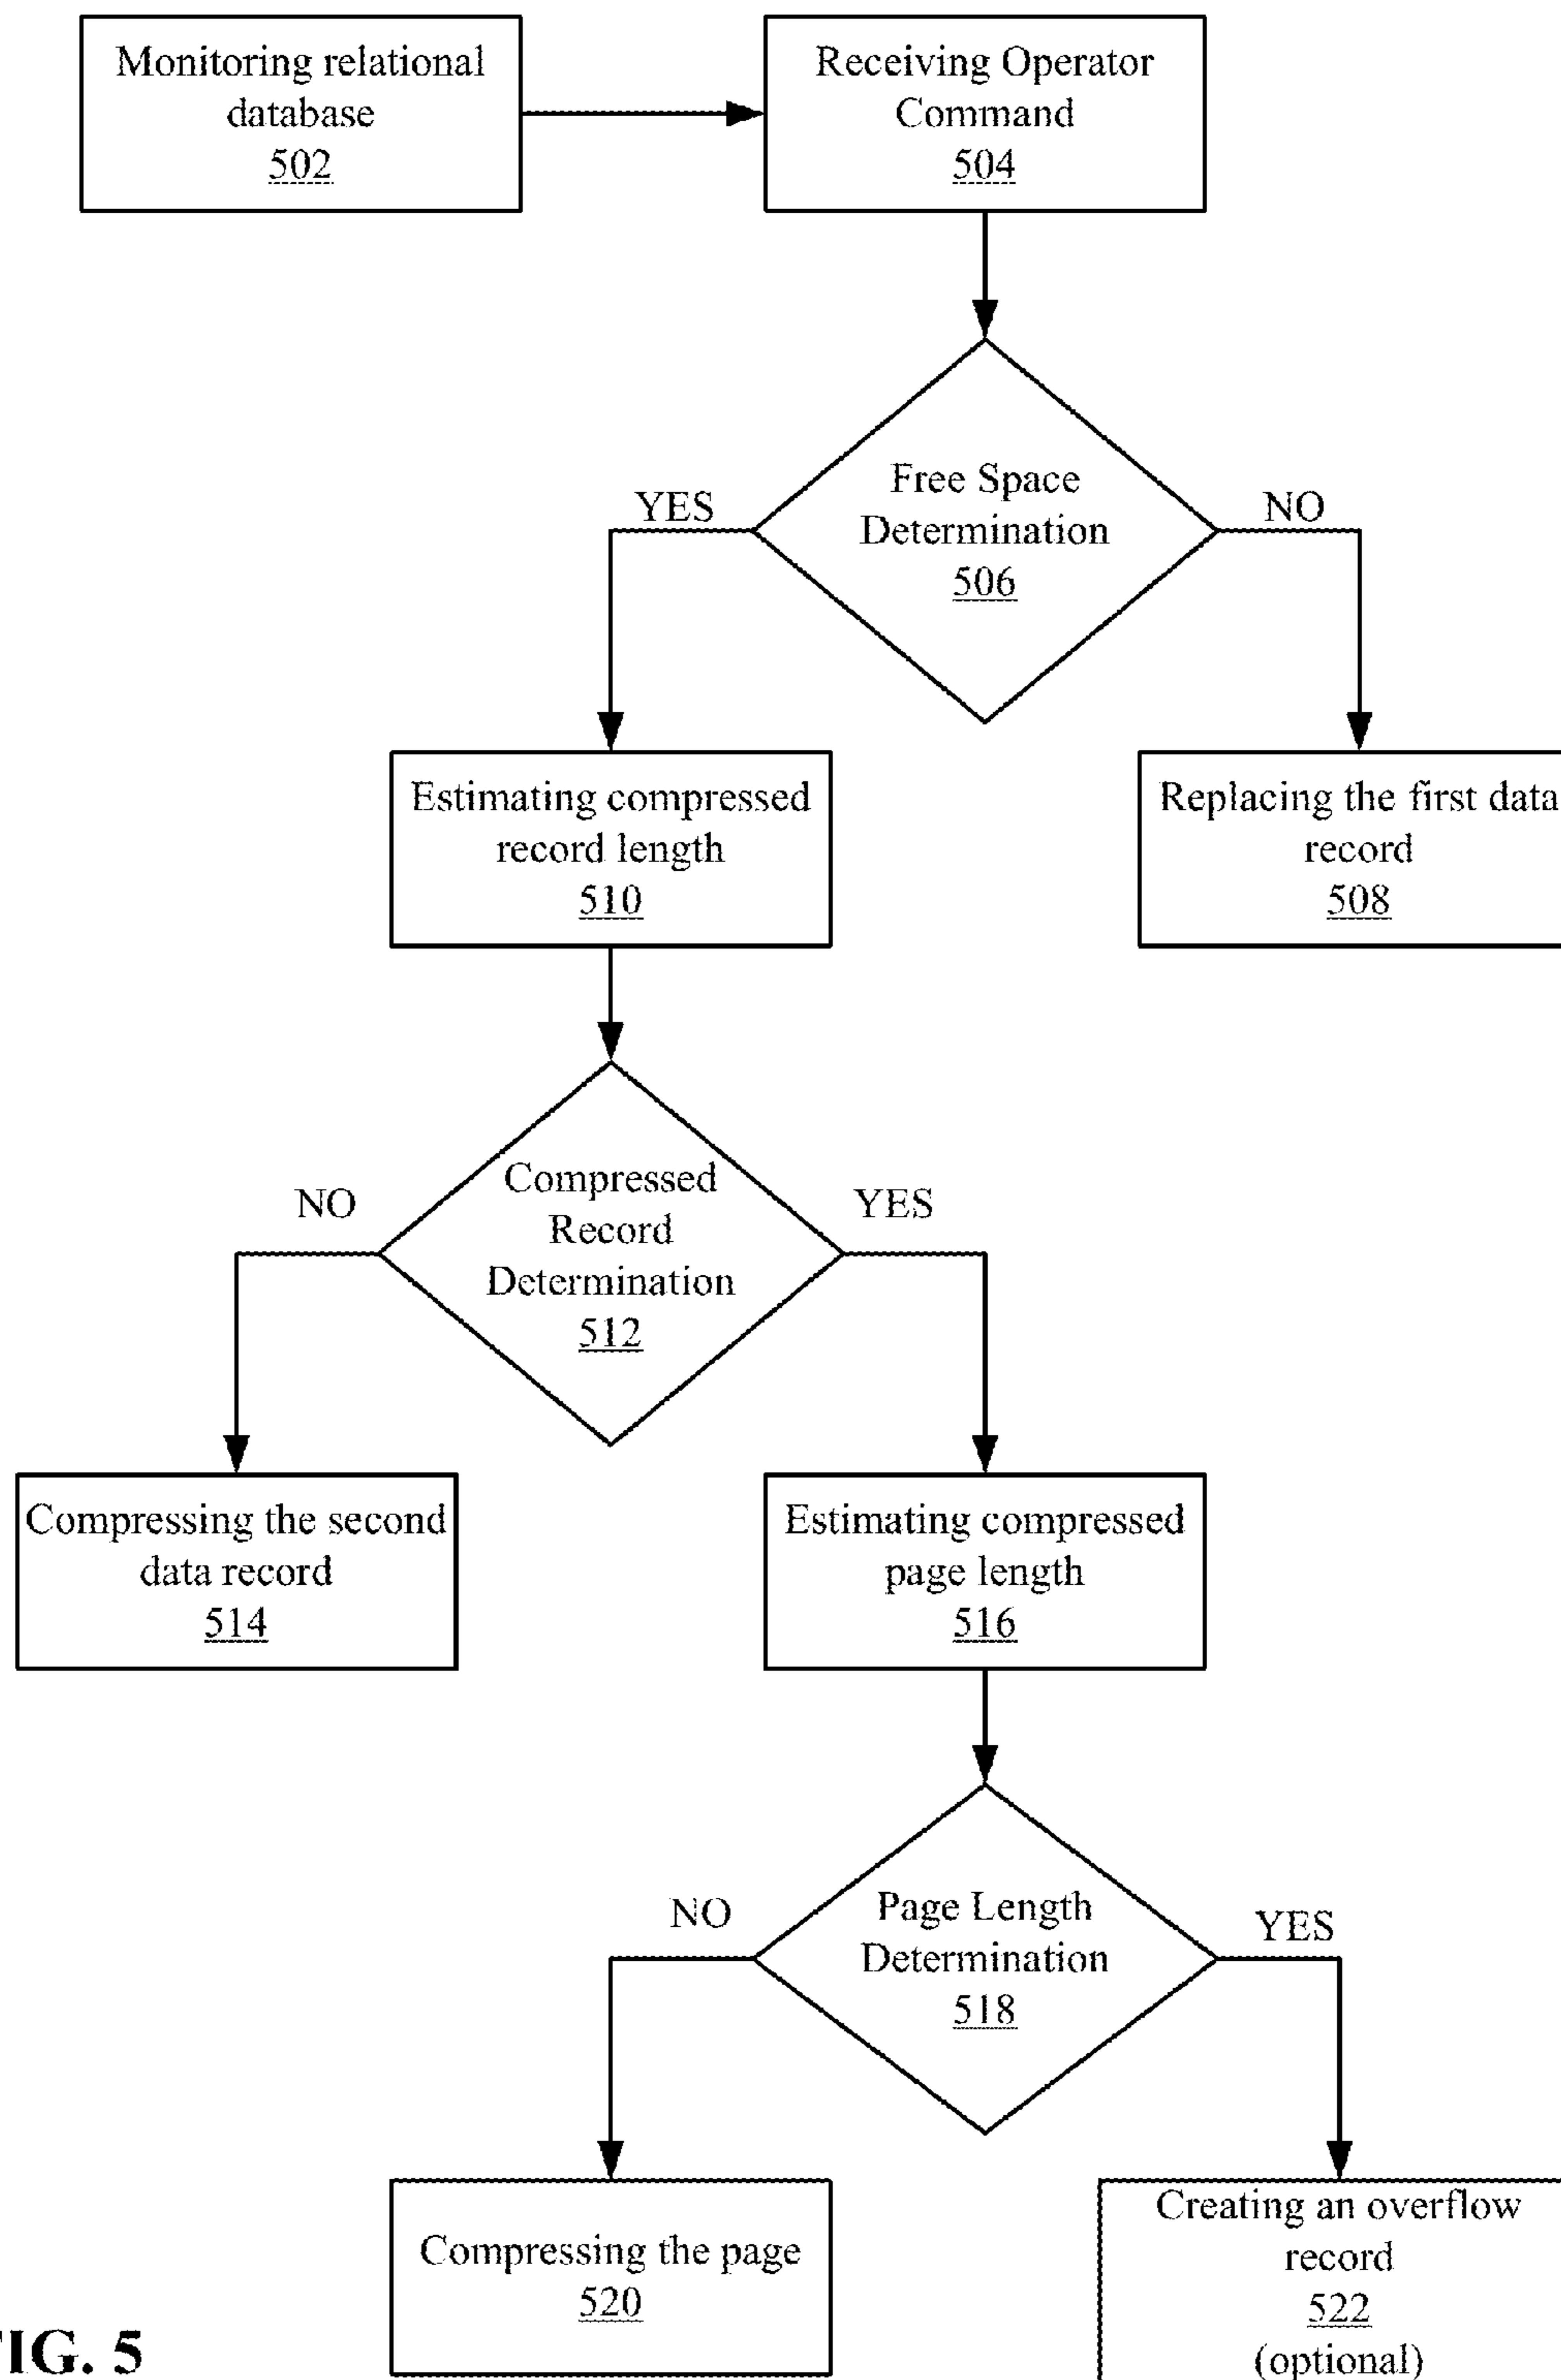 Monitoring relational
database
502
Receiving Operator
Command
504
Free Space
Determination
506
YES
NO
Estimating compressed
record length
510
Replacing the first data
record
508
Compressed
Record
Determination
512
NO
YES
Compressing the second
data record
514
Estimating compressed
page length
516
Page Length
Determination
518
NO
YES
Compressing the page
520
Creating an overflow
record
522
(optional)
IG. 5